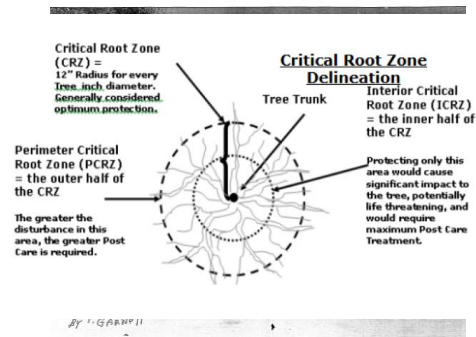 Critical Root Zone
(CRZ) =
12" Radius for every
Tree inch diameter.
Generally considered
optimum protection.
Critical Root Zone
Delineation
Tree Trunk
Interior Critical
Root Zone (ICRZ)
= the inner half of
the CRZ
Perimeter Critical
Root Zone (PCRZ)
= the outer half of
the CRZ
Protecting only this
area would cause
significant impact to
the tree, potentially
life threatening, and
would require
maximum Post Care
Treatment.
The greater the
disturbance in this
area, the greater Post
Care is required.
BY